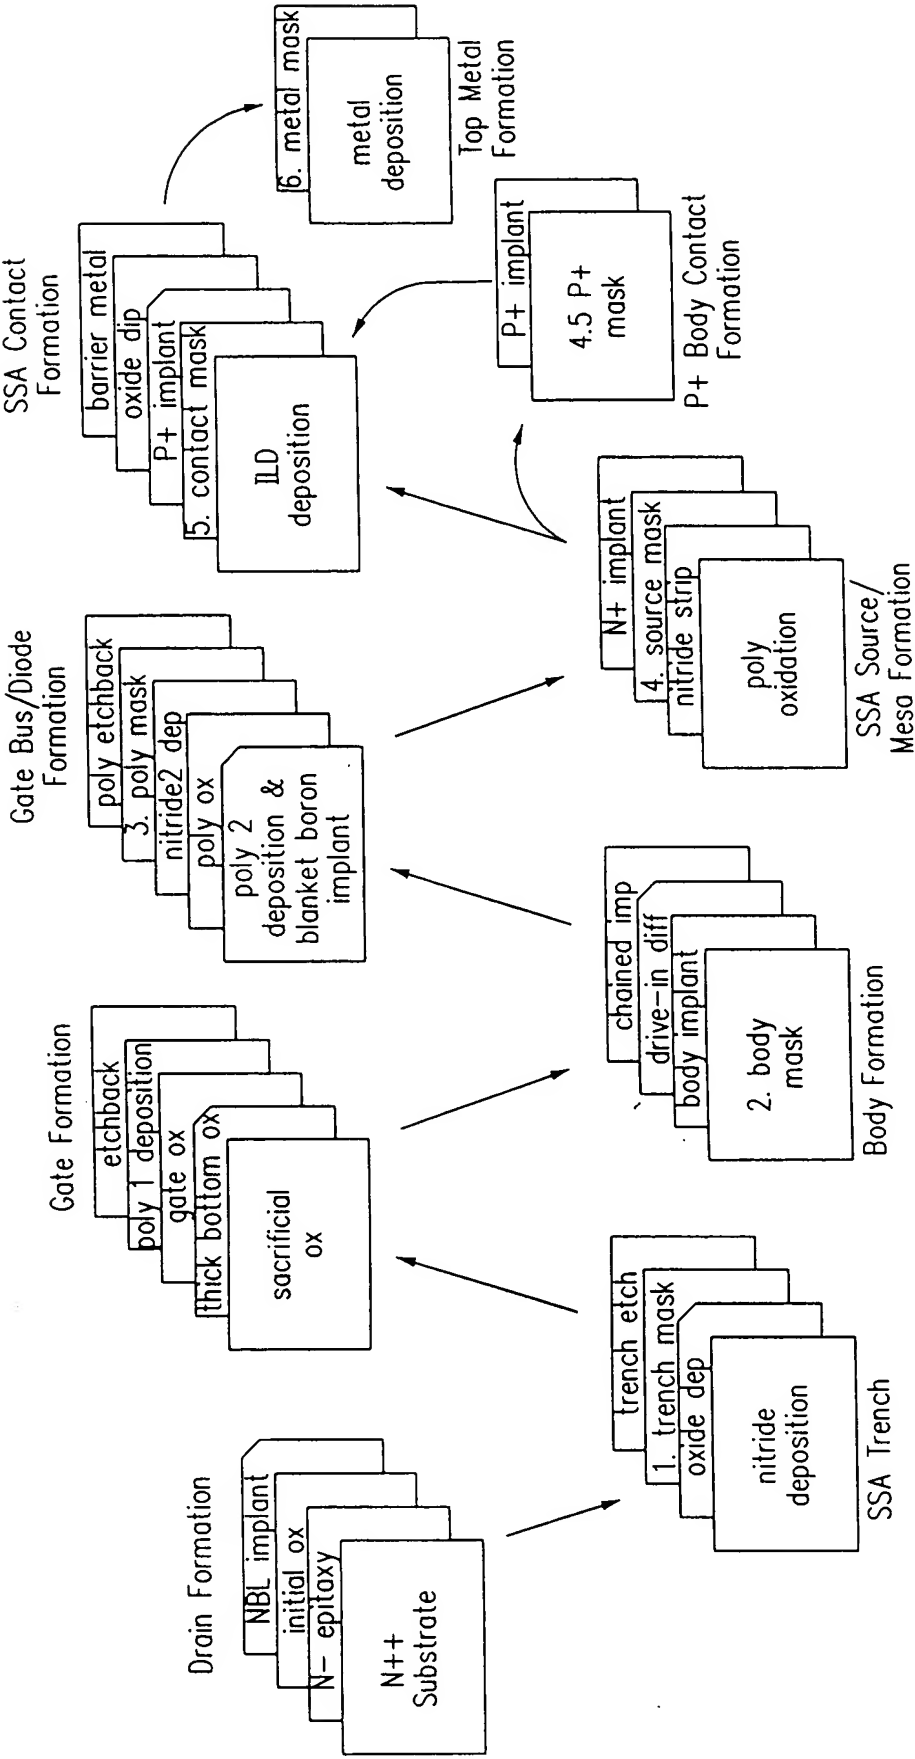 Drain Formation
NBL implant
initial ox
N- epitaxy
N++
Substrate
SSA Trench
trench etch
1. trench mask
oxide dep
nitride
deposition
Gate Formation
etchback
poly 1 deposition
gate ox
thick bottom ox
sacrificial
ox
Body Formation
chained imp
drive-in diff
body implant
2. body
mask
Gate Bus/Diode
Formation
poly etchback
3. poly mask
nitride2 dep
poly ox
poly 2
deposition &
blanket boron
implant
SSA Source/
Mesa Formation
N+ implant
4. source mask
nitride strip
poly
oxidation
SSA Contact
Formation
barrier metal
oxide dip
P+ implant
5. contact mask
ILD
deposition
P+ Body Contact
Formation
P+ implant
4.5 P+
mask
Top Metal
Formation
6. metal mask
metal
deposition